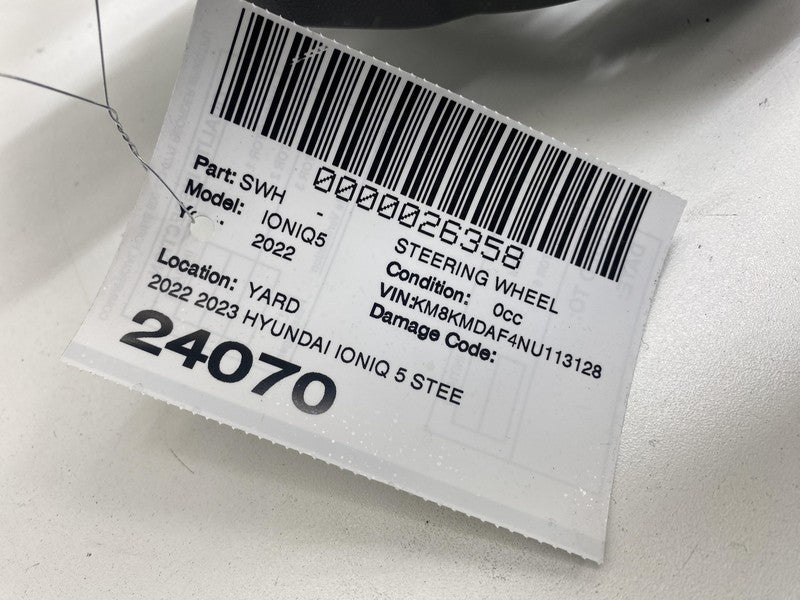 0000026358
Part: SWH - STEERING WHEEL
Model: IONIQ5 Condition: 0cc
2022 VIN:KM8KMDAF4NU113128
Damage Code:
Location: YARD
2022 2023 HYUNDAI IONIQ 5 STEE
24070